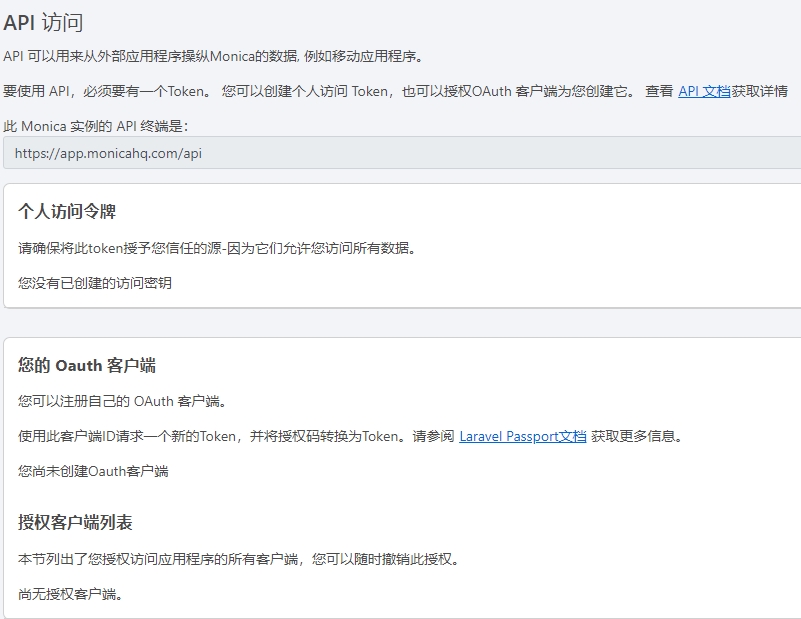 API 访问
API 可以用来从外部应用程序操纵Monica的数据, 例如移动应用程序。
要使用 API，必须要有一个Token。 您可以创建个人访问 Token，也可以授权OAuth 客户端为您创建它。 查看 API 文档获取详情
此 Monica 实例的 API 终端是：
https://app.monicahq.com/api
个人访问令牌
请确保将此token授予您信任的源-因为它们允许您访问所有数据。
您没有已创建的访问密钥
您的 Oauth 客户端
您可以注册自己的 OAuth 客户端。
使用此客户端ID请求一个新的Token，并将授权码转换为Token。请参阅 Laravel Passport文档 获取更多信息。
您尚未创建Oauth客户端
授权客户端列表
本节列出了您授权访问应用程序的所有客户端，您可以随时撤销此授权。
尚无授权客户端。